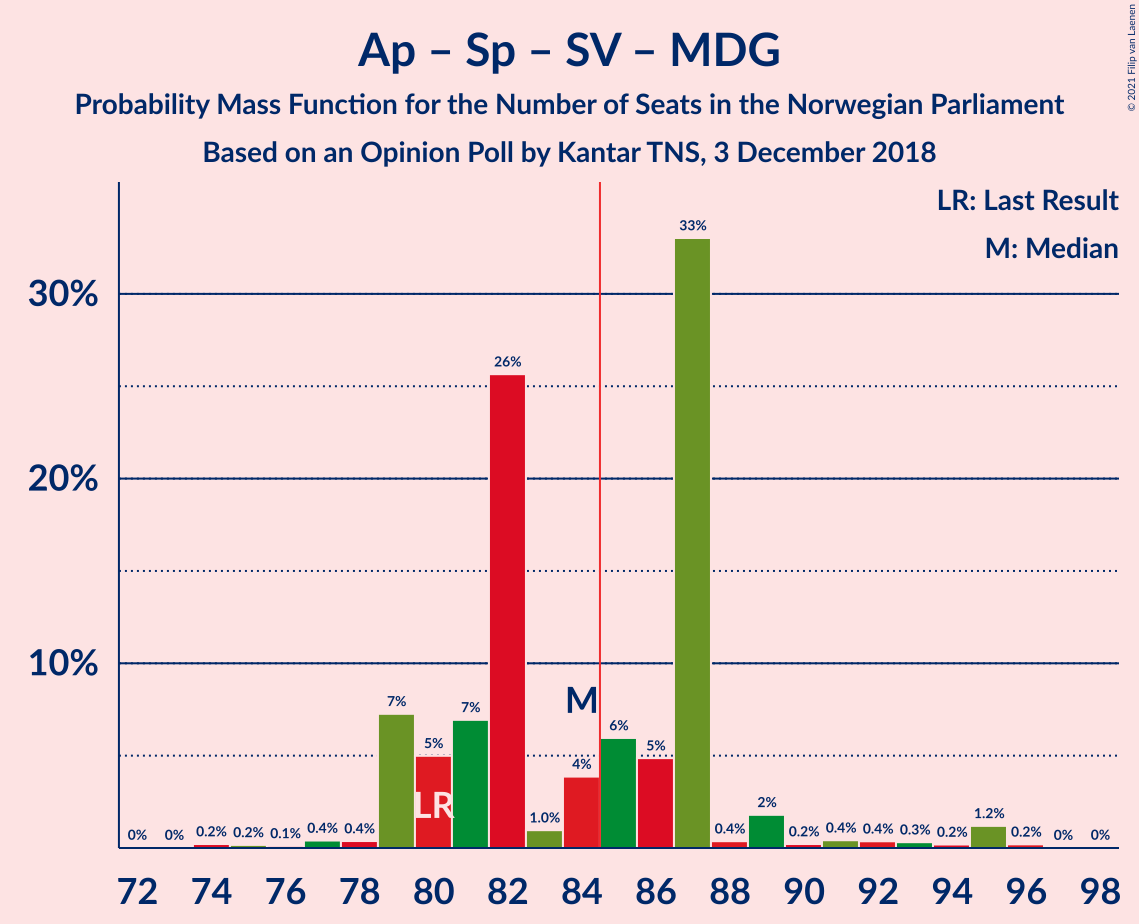 Ap – Sp – SV – MDG
Probability Mass Function for the Number of Seats in the Norwegian Parliament
Based on an Opinion Poll by Kantar TNS, 3 December 2018
© 2021 Filip van Laenen
LR: Last Result
M: Median
30%
20%
10%
0% 0% 0.2% 0.2% 0.1% 0.4% 0.4% 7% 5% 7% 26% 1.0% 4% 6% 5% 33% 0.4% 2% 0.2% 0.4% 0.4% 0.3% 0.2% 1.2% 0.2% 0% 0%
M
LR
72 74 76 78 80 82 84 86 88 90 92 94 96 98